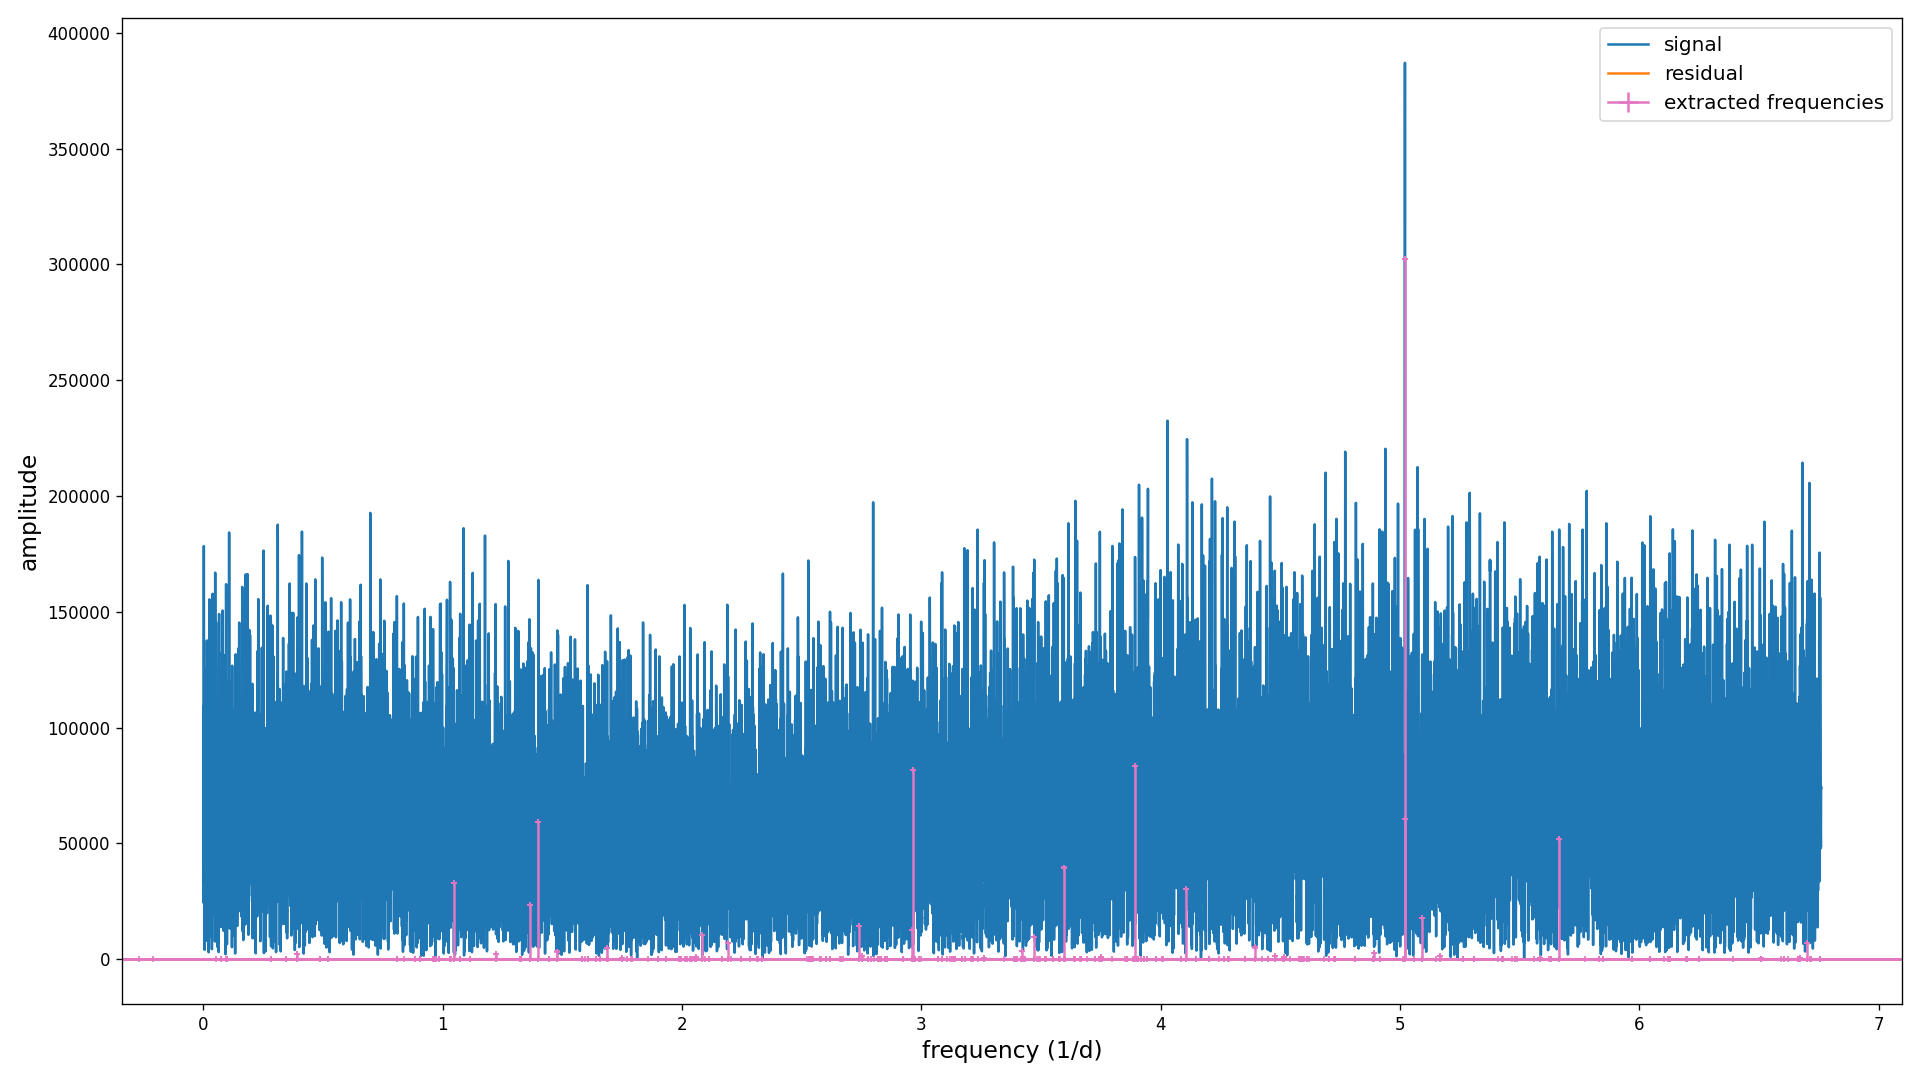 400000
350000
300000
250000
200000
150000
100000
50000
0
amplitude
signal
residual
extracted frequencies
0 1 2 3 4 5 6 7
frequency (1/d)